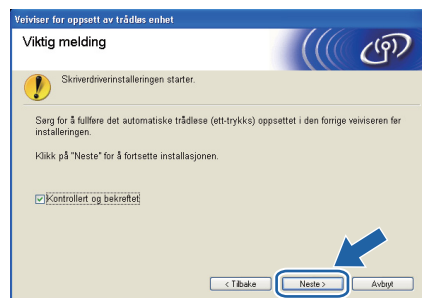 Veiviser for oppsett av trådløs enhet
Viktig melding
Skriverdriverinstalleringen starter.
Sørg for å fullføre det automatiske trådløse (ett-trykks) oppsettet i den forrige veiviseren før
installeringen.
Klikk på "Neste" for å fortsette installasjonen.
Kontrollert og bekreftet
< Tilbake
Neste >
Avbryt